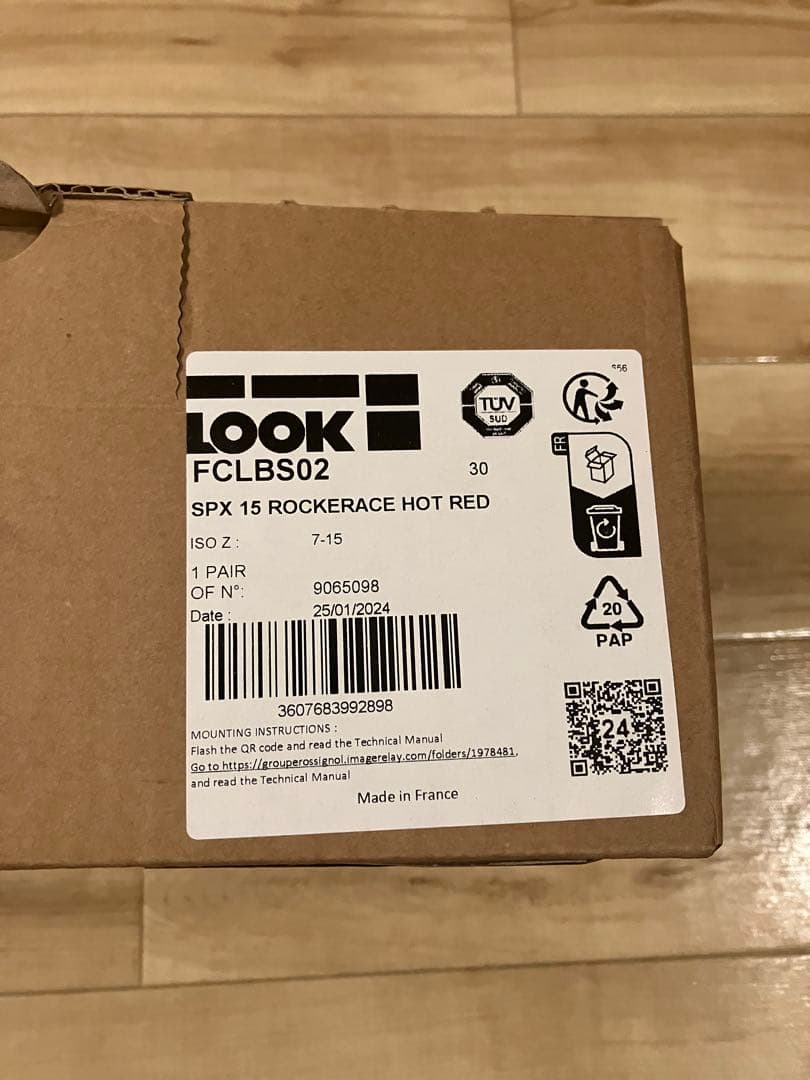 LOOK
TÜV
SÜD
FCLBS02
30
SPX 15 ROCKERACE HOT RED
ISO Z : 7-15
1 PAIR
OF N°: 9065098
Date : 25/01/2024
3607683992898
MOUNTING INSTRUCTIONS :
Flash the QR code and read the Technical Manual
Go to https://grouperossignol.imagerelay.com/folders/1978481,
and read the Technical Manual
Made in France
FR
20
PAP
24